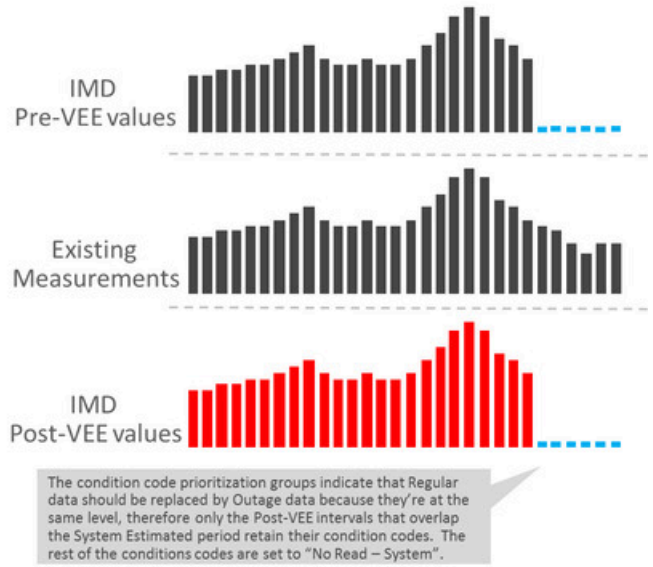 IMD
Pre-VEE values
Existing
Measurements
IMD
Post-VEE values
The condition code prioritization groups indicate that Regular
data should be replaced by Outage data because they're at the
same level, therefore only the Post-VEE intervals that overlap
the System Estimated period retain their condition codes. The
rest of the conditions codes are set to "No Read – System".